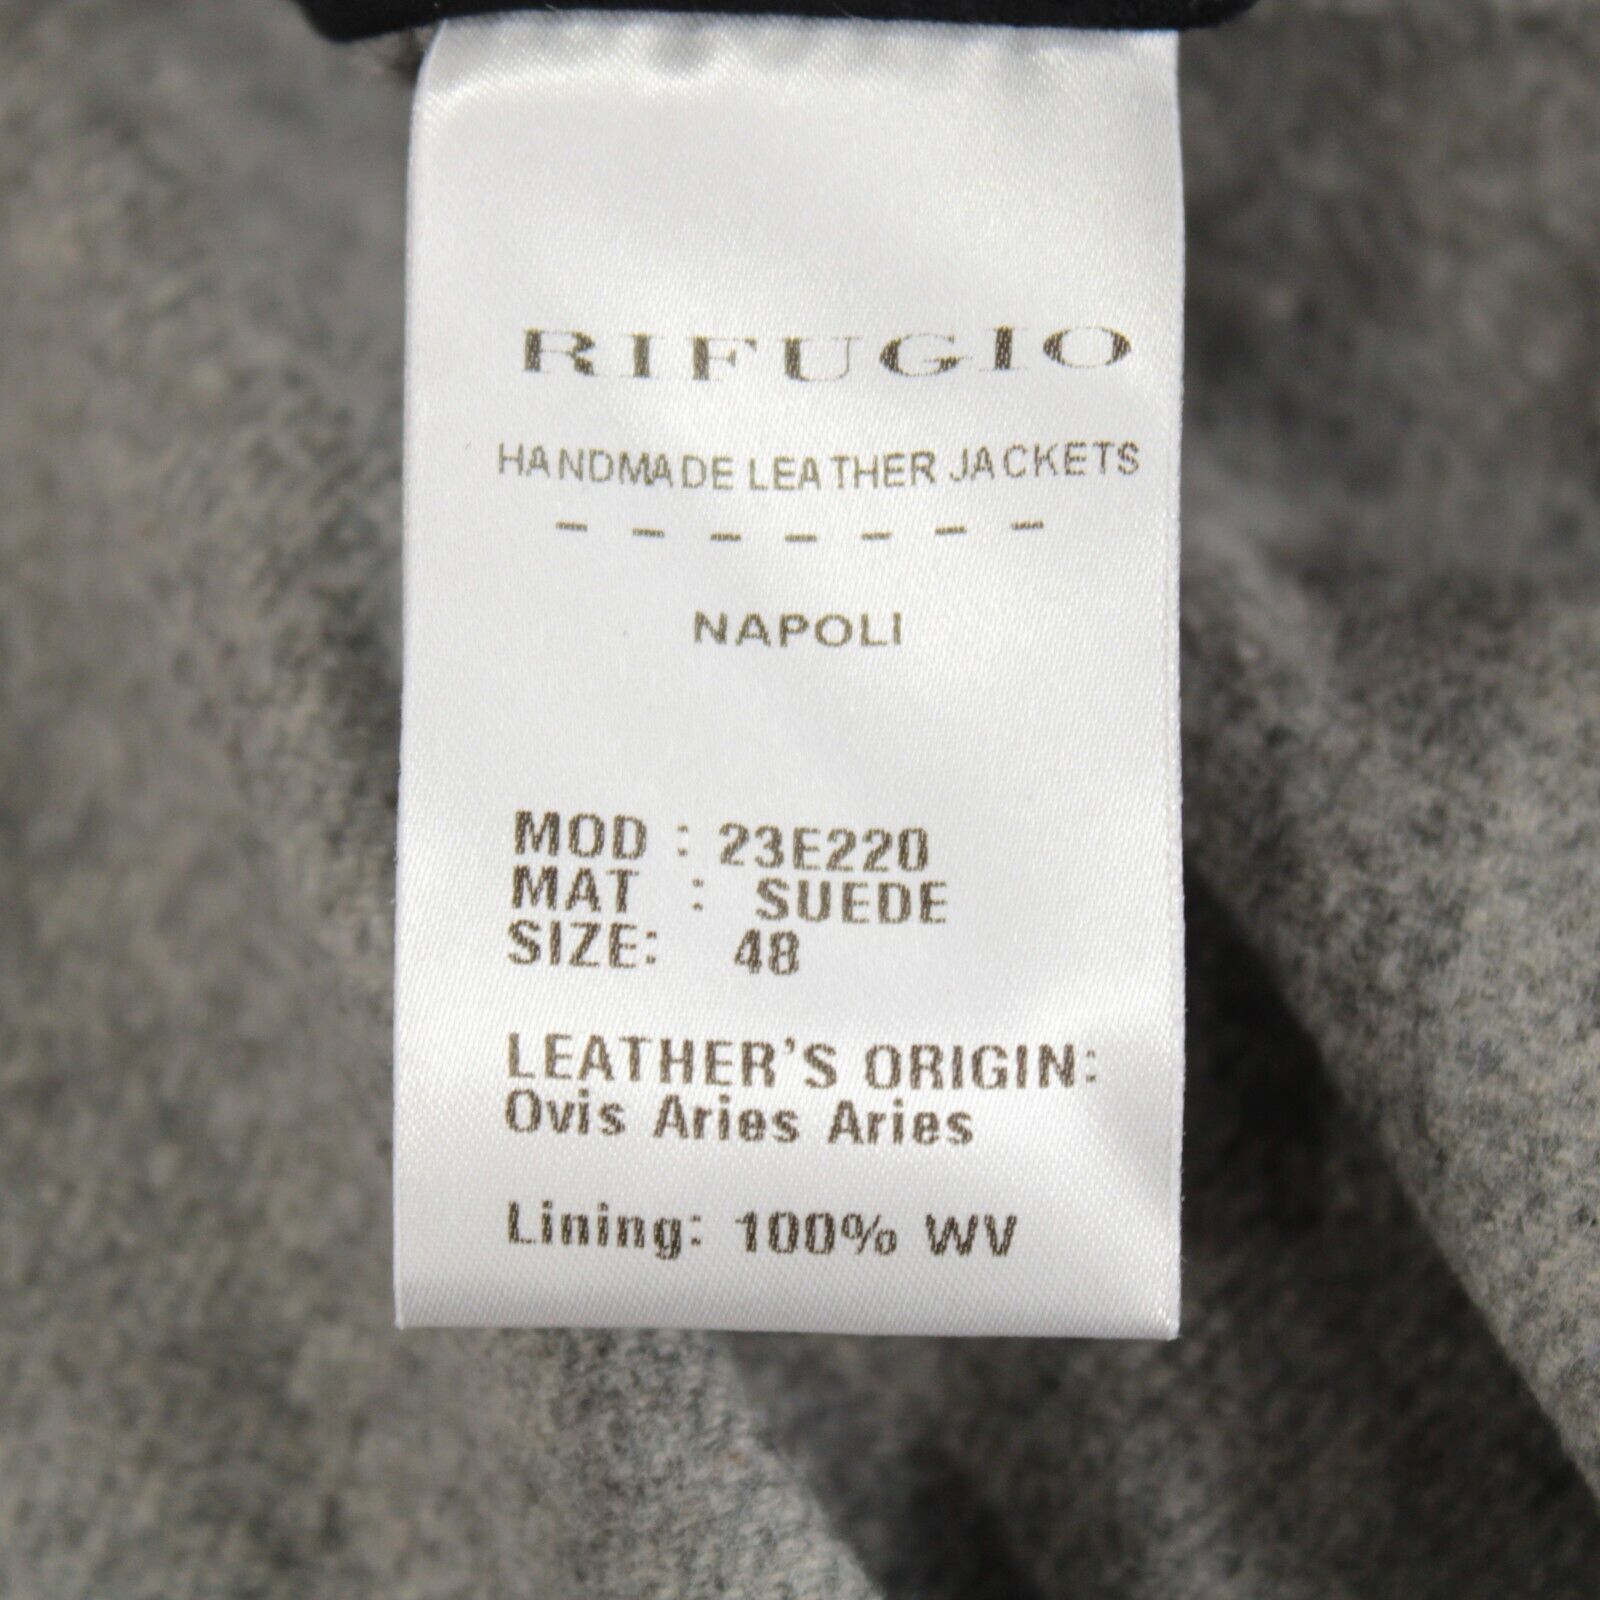 RIFUGIO
HANDMADE LEATHER JACKETS
- - - - - - -
NAPOLI
MOD : 23E220
MAT : SUEDE
SIZE: 48
LEATHER'S ORIGIN:
Ovis Aries Aries
Lining: 100% WV